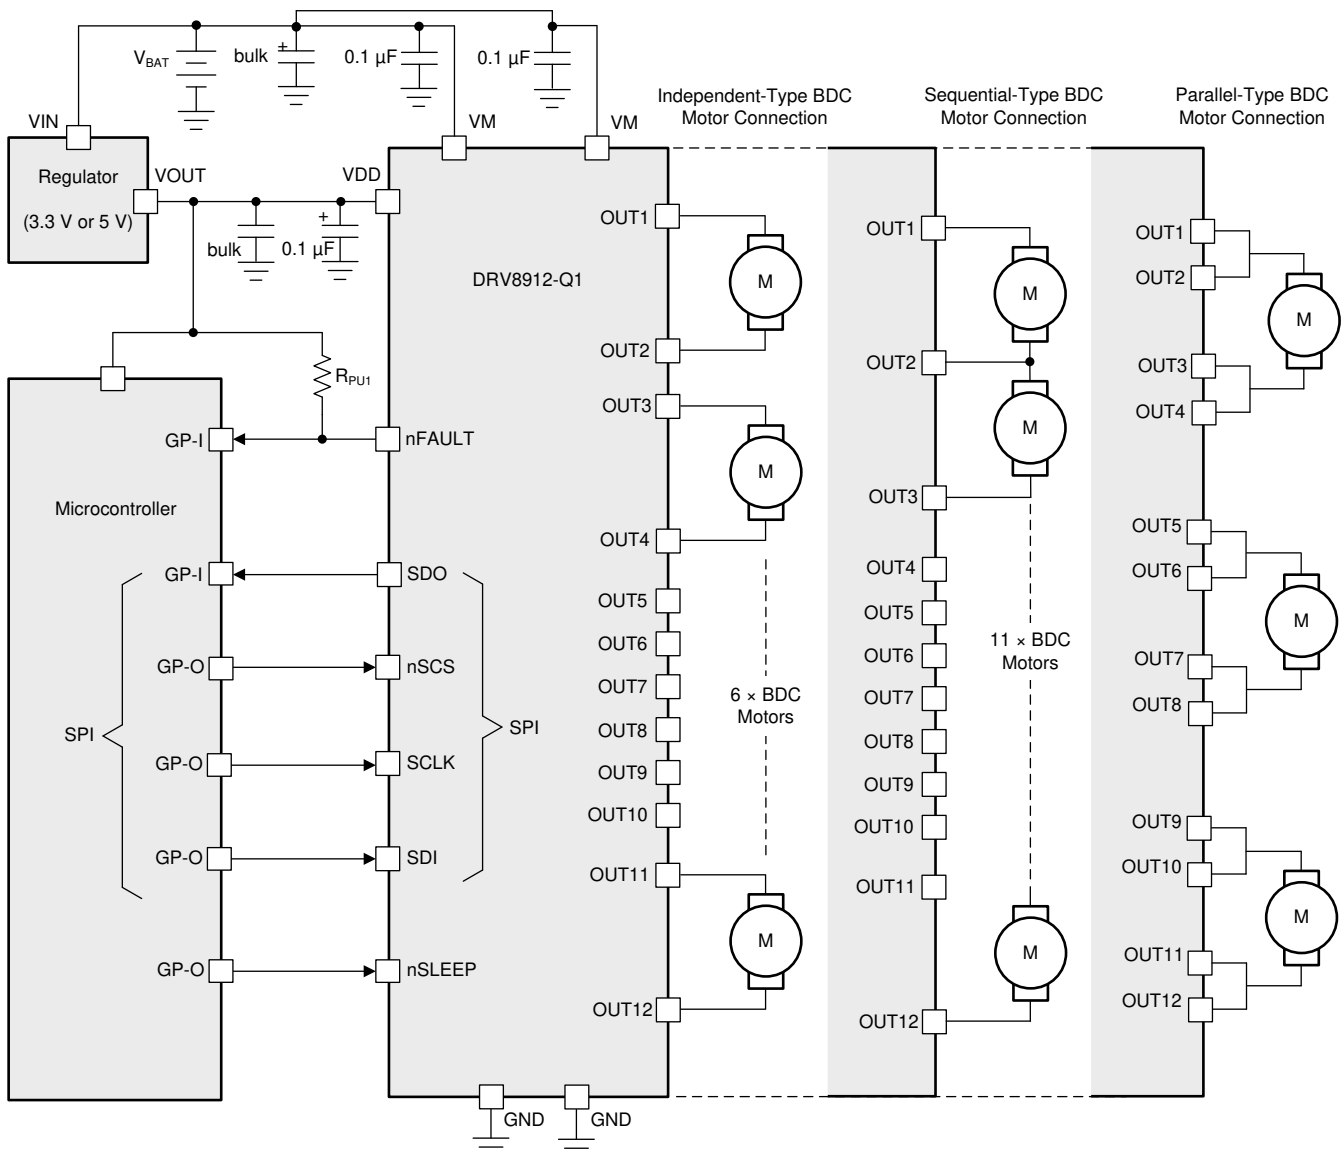 VBAT
bulk
+
0.1 µF
0.1 µF
VIN
VM
VM
Regulator
(3.3 V or 5 V)
VOUT
VDD
bulk
0.1 µF
+
RPU1
Microcontroller
GP-I
GP-I
GP-O
GP-O
GP-O
GP-O
SPI
DRV8912-Q1
nFAULT
SDO
nSCS
SCLK
SDI
nSLEEP
SPI
GND
GND
Independent-Type BDC
Motor Connection
OUT1
OUT2
OUT3
OUT4
OUT5
OUT6
OUT7
OUT8
OUT9
OUT10
OUT11
OUT12
M
M
6 × BDC
Motors
M
Sequential-Type BDC
Motor Connection
OUT1
OUT2
OUT3
OUT4
OUT5
OUT6
OUT7
OUT8
OUT9
OUT10
OUT11
OUT12
M
M
11 × BDC
Motors
M
Parallel-Type BDC
Motor Connection
OUT1
OUT2
OUT3
OUT4
OUT5
OUT6
OUT7
OUT8
OUT9
OUT10
OUT11
OUT12
M
M
M